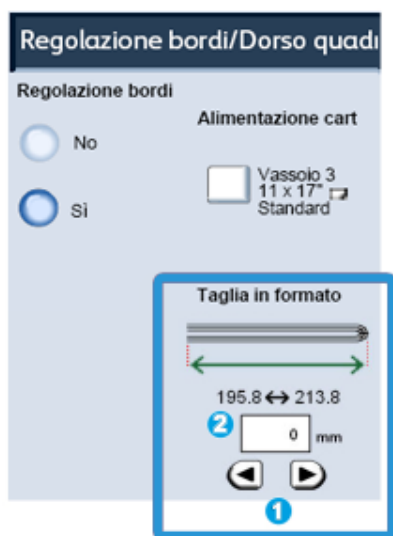 Regolazione bordi/Dorso
Regolazione bordi
Alimentazione cart
No
Vassoio 3
11 x 17"
Standard
Sì
Taglia in formato
195.8 ↔ 213.8
2
0 mm
1